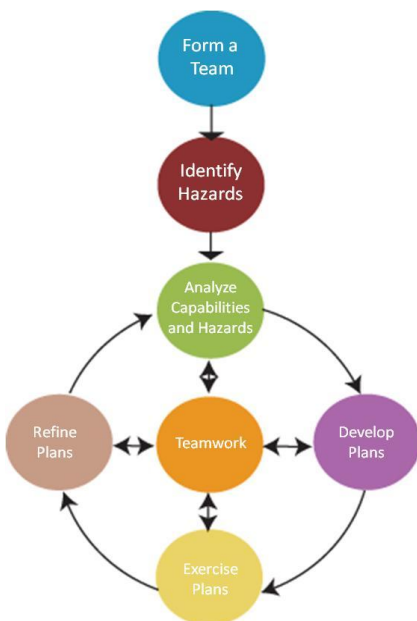 Form a
Team
Identify
Hazards
Analyze
Capabilities
and Hazards
Refine
Plans
Teamwork
Develop
Plans
Exercise
Plans